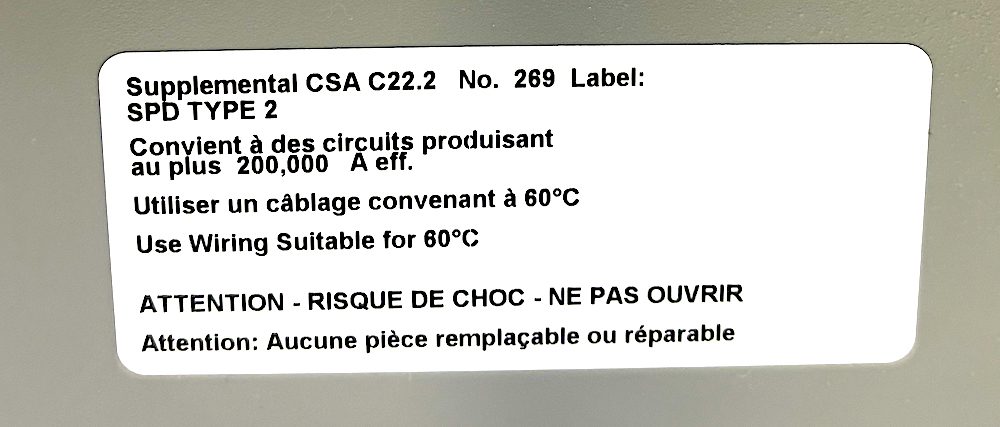 Supplemental CSA C22.2 No. 269 Label:
SPD TYPE 2
Convient à des circuits produisant
au plus 200,000 A eff.
Utiliser un câblage convenant à 60°C
Use Wiring Suitable for 60°C
ATTENTION - RISQUE DE CHOC - NE PAS OUVRIR
Attention: Aucune pièce remplaçable ou réparable